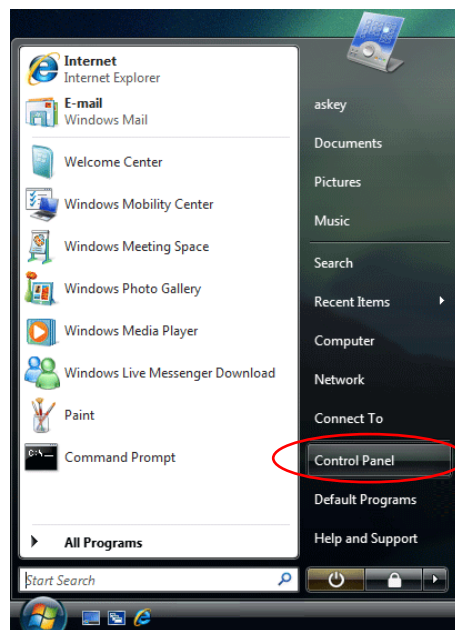 Internet
Internet Explorer
E-mail
Windows Mail
Welcome Center
Windows Mobility Center
Windows Meeting Space
Windows Photo Gallery
Windows Media Player
Windows Live Messenger Download
Paint
C:\_
Command Prompt
All Programs
Start Search
askey
Documents
Pictures
Music
Search
Recent Items
Computer
Network
Connect To
Control Panel
Default Programs
Help and Support